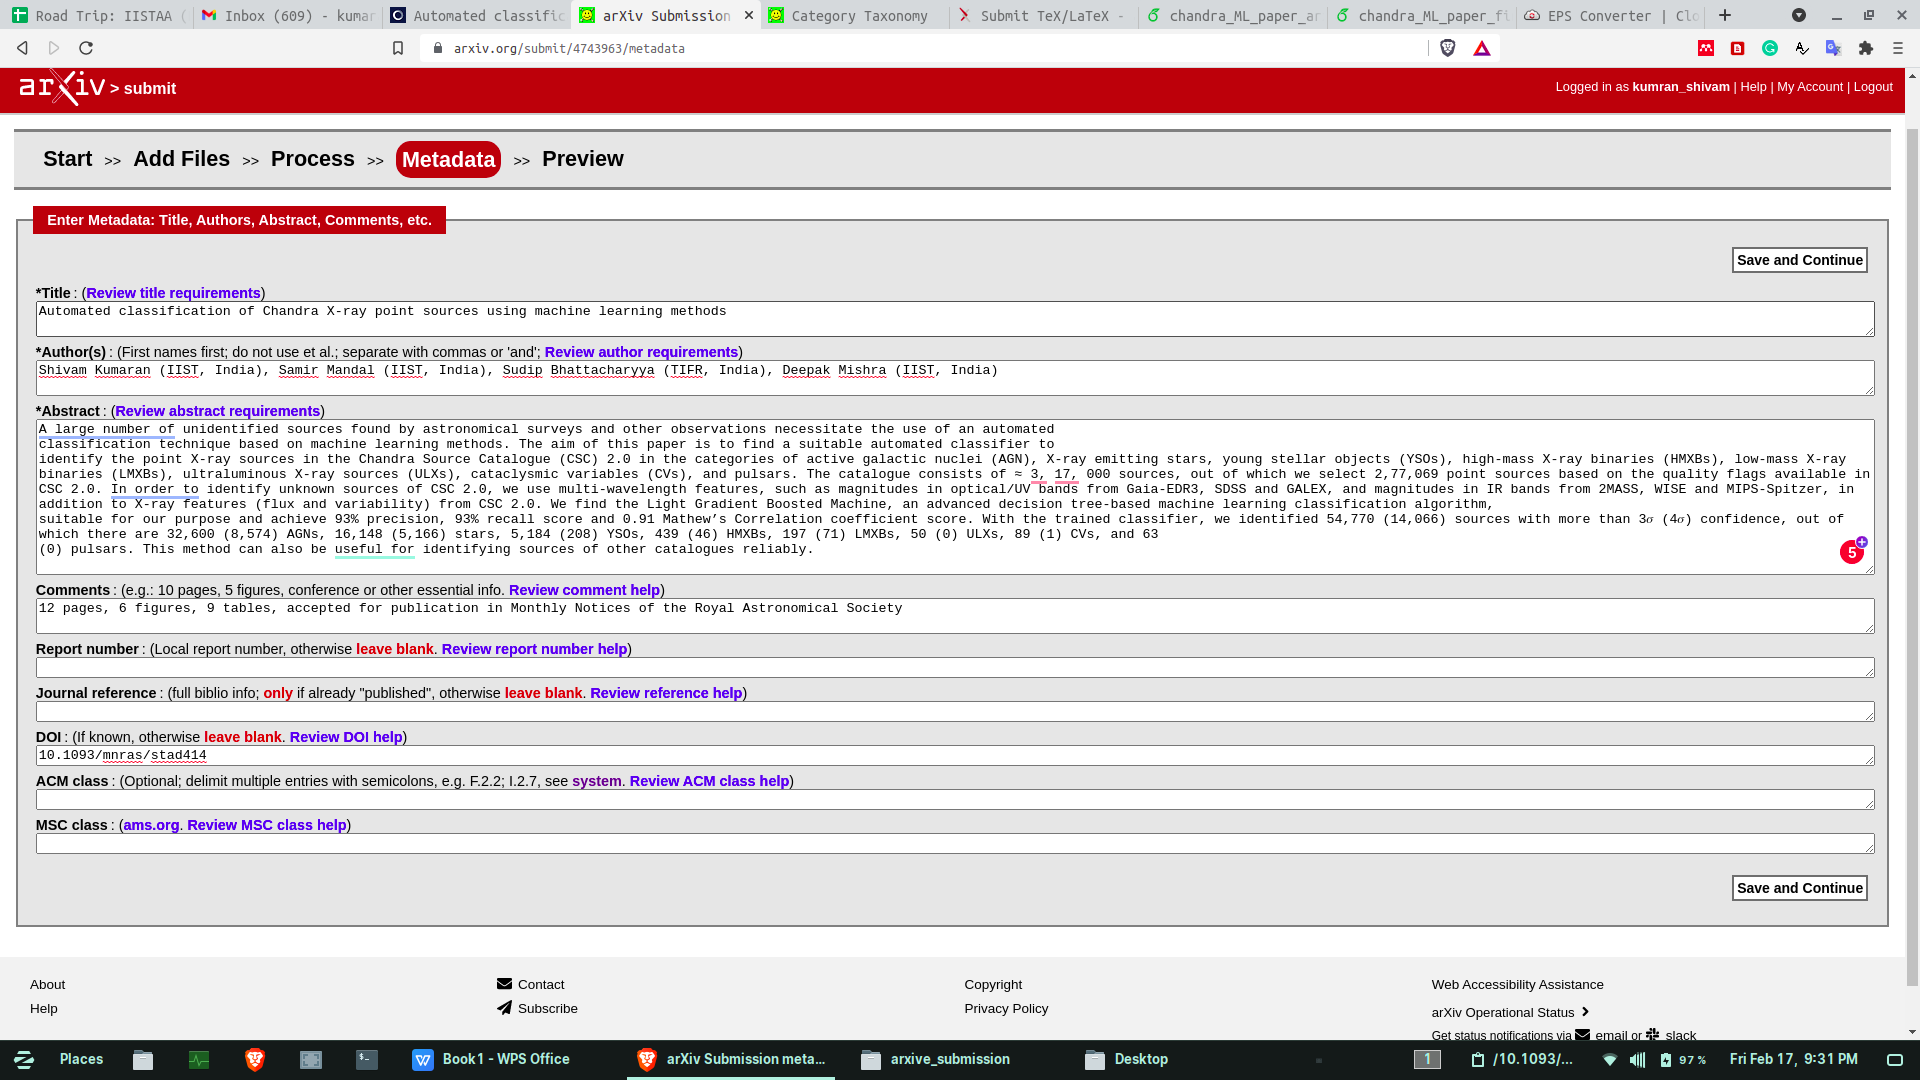 Road Trip: IISTAA (
Inbox (609) - kumar
Automated classific
arXiv Submission
Category Taxonomy
Submit TeX/LaTeX -
chandra_ML_paper_ar
chandra_ML_paper_fi
EPS Converter | Clo
arxiv.org/submit/4743963/metadata
arXiv > submit
Logged in as kumran_shivam | Help | My Account | Logout
Start >> Add Files >> Process >> Metadata >> Preview
Enter Metadata: Title, Authors, Abstract, Comments, etc.
Save and Continue
*Title : (Review title requirements)
Automated classification of Chandra X-ray point sources using machine learning methods
*Author(s) : (First names first; do not use et al.; separate with commas or 'and'; Review author requirements)
Shivam Kumaran (IIST, India), Samir Mandal (IIST, India), Sudip Bhattacharyya (TIFR, India), Deepak Mishra (IIST, India)
*Abstract : (Review abstract requirements)
A large number of unidentified sources found by astronomical surveys and other observations necessitate the use of an automated
classification technique based on machine learning methods. The aim of this paper is to find a suitable automated classifier to
identify the point X-ray sources in the Chandra Source Catalogue (CSC) 2.0 in the categories of active galactic nuclei (AGN), X-ray emitting stars, young stellar objects (YSOs), high-mass X-ray binaries (HMXBs), low-mass X-ray
binaries (LMXBs), ultraluminous X-ray sources (ULXs), cataclysmic variables (CVs), and pulsars. The catalogue consists of ≈ 3, 17, 000 sources, out of which we select 2,77,069 point sources based on the quality flags available in
CSC 2.0. In order to identify unknown sources of CSC 2.0, we use multi-wavelength features, such as magnitudes in optical/UV bands from Gaia-EDR3, SDSS and GALEX, and magnitudes in IR bands from 2MASS, WISE and MIPS-Spitzer, in
addition to X-ray features (flux and variability) from CSC 2.0. We find the Light Gradient Boosted Machine, an advanced decision tree-based machine learning classification algorithm,
suitable for our purpose and achieve 93% precision, 93% recall score and 0.91 Mathew’s Correlation coefficient score. With the trained classifier, we identified 54,770 (14,066) sources with more than 3σ (4σ) confidence, out of
which there are 32,600 (8,574) AGNs, 16,148 (5,166) stars, 5,184 (208) YSOs, 439 (46) HMXBs, 197 (71) LMXBs, 50 (0) ULXs, 89 (1) CVs, and 63
(0) pulsars. This method can also be useful for identifying sources of other catalogues reliably.
5
Comments : (e.g.: 10 pages, 5 figures, conference or other essential info. Review comment help)
12 pages, 6 figures, 9 tables, accepted for publication in Monthly Notices of the Royal Astronomical Society
Report number : (Local report number, otherwise leave blank. Review report number help)
Journal reference : (full biblio info; only if already "published", otherwise leave blank. Review reference help)
DOI : (If known, otherwise leave blank. Review DOI help)
10.1093/mnras/stad414
ACM class : (Optional; delimit multiple entries with semicolons, e.g. F.2.2; I.2.7, see system. Review ACM class help)
MSC class : (ams.org. Review MSC class help)
Save and Continue
About
Help
Contact
Subscribe
Copyright
Privacy Policy
Web Accessibility Assistance
arXiv Operational Status
Get status notifications via email or slack
Places
Book1 - WPS Office
arXiv Submission meta...
arxive_submission
Desktop
1
/10.1093/...
97 %
Fri Feb 17, 9:31 PM